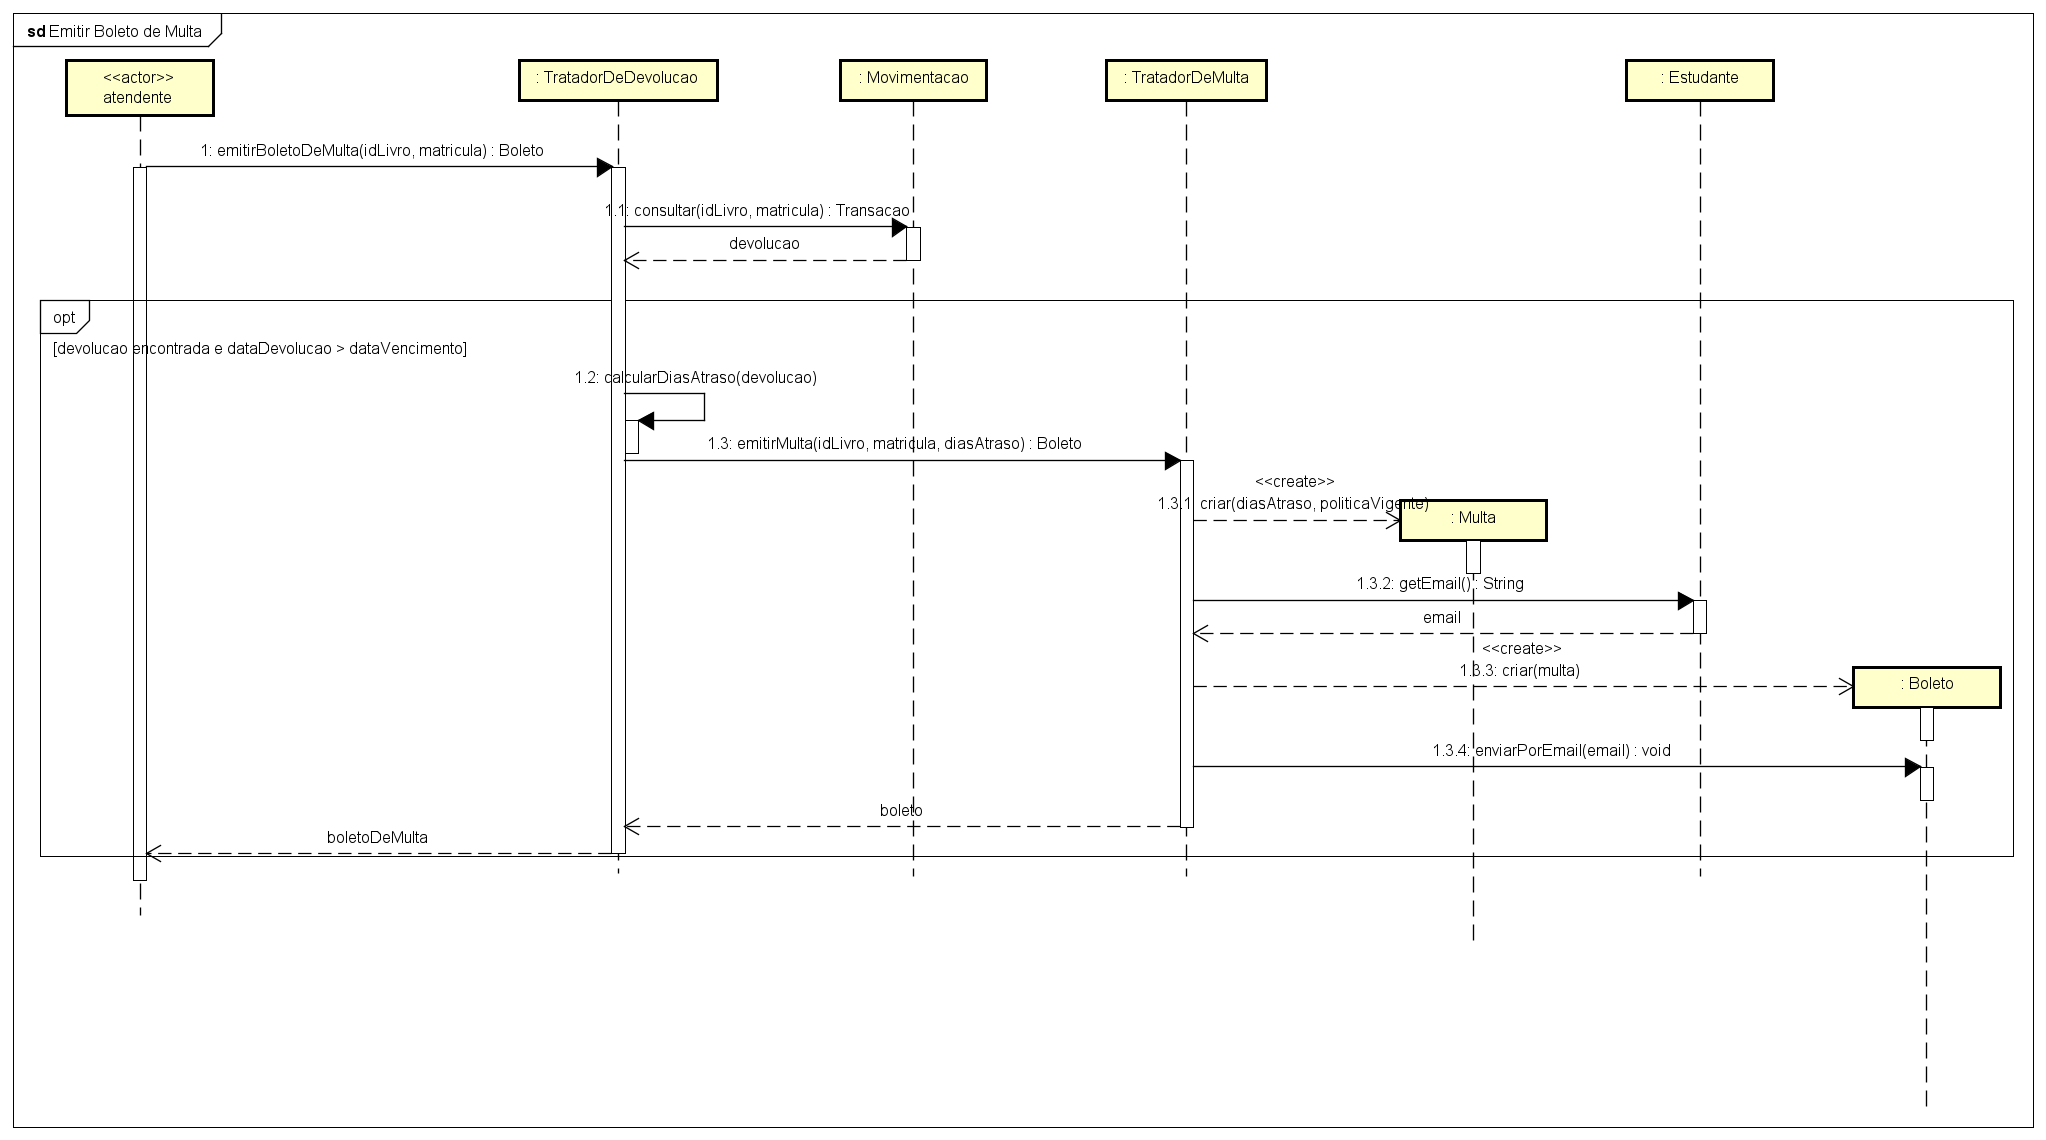 sd Emitir Boleto de Multa
<<actor>>
atendente
: TratadorDeDevolucao
: Movimentacao
: TratadorDeMulta
: Estudante
1: emitirBoletoDeMulta(idLivro, matricula) : Boleto
1.1: consultar(idLivro, matricula) : Transacao
devolucao
opt
[devolucao encontrada e dataDevolucao > dataVencimento]
1.2: calcularDiasAtraso(devolucao)
1.3: emitirMulta(idLivro, matricula, diasAtraso) : Boleto
<<create>>
1.3.1: criar(diasAtraso, politicaVigente)
: Multa
1.3.2: getEmail() : String
email
<<create>>
1.3.3: criar(multa)
: Boleto
1.3.4: enviarPorEmail(email) : void
boleto
boletoDeMulta